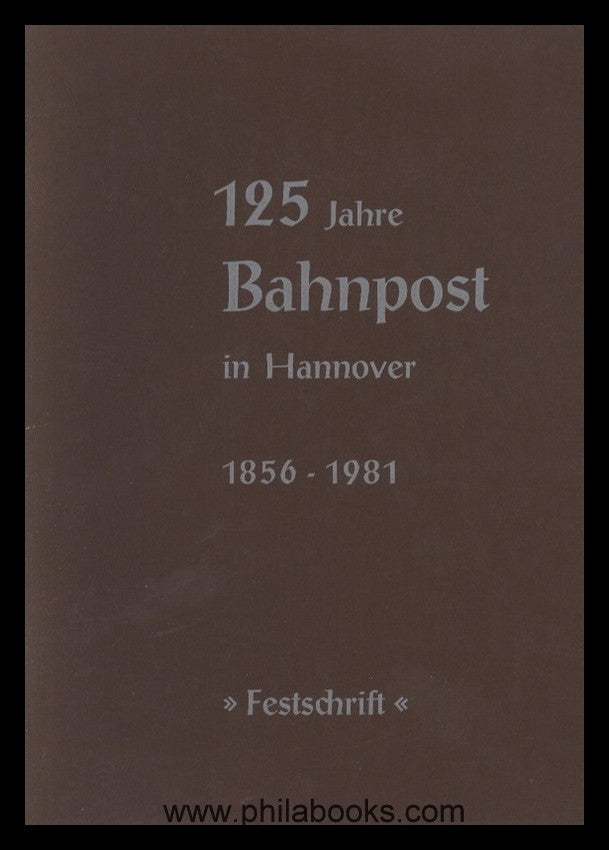 125 Jahre
Bahnpost
in Hannover
1856 - 1981
» Festschrift «
www.philabooks.com